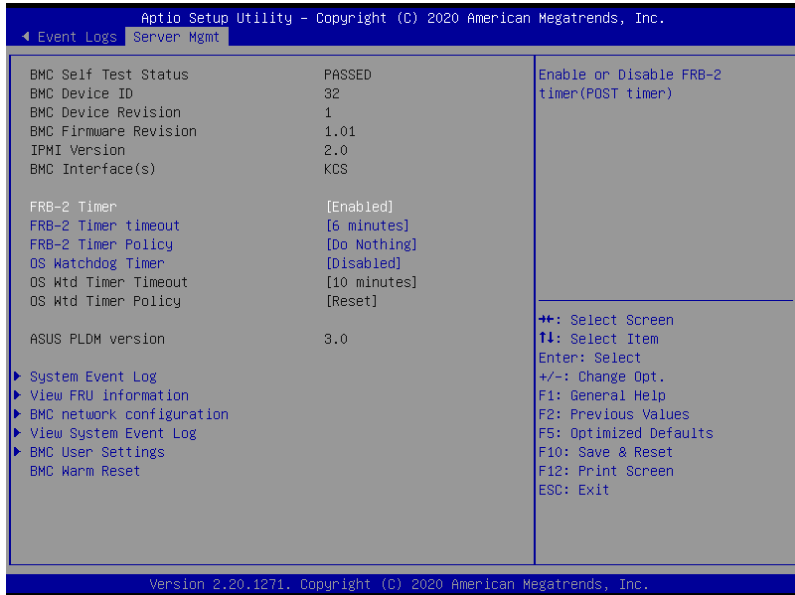 Aptio Setup Utility – Copyright (C) 2020 American Megatrends, Inc.
Event Logs Server Mgmt
BMC Self Test Status PASSED
BMC Device ID 32
BMC Device Revision 1
BMC Firmware Revision 1.01
IPMI Version 2.0
BMC Interface(s) KCS
FRB-2 Timer [Enabled]
FRB-2 Timer timeout [6 minutes]
FRB-2 Timer Policy [Do Nothing]
OS Watchdog Timer [Disabled]
OS Wtd Timer Timeout [10 minutes]
OS Wtd Timer Policy [Reset]
ASUS PLDM version 3.0
System Event Log
View FRU information
BMC network configuration
View System Event Log
BMC User Settings
BMC Warm Reset
Enable or Disable FRB-2
timer(POST timer)
→←: Select Screen
↑↓: Select Item
Enter: Select
+/-: Change Opt.
F1: General Help
F2: Previous Values
F5: Optimized Defaults
F10: Save & Reset
F12: Print Screen
ESC: Exit
Version 2.20.1271. Copyright (C) 2020 American Megatrends, Inc.